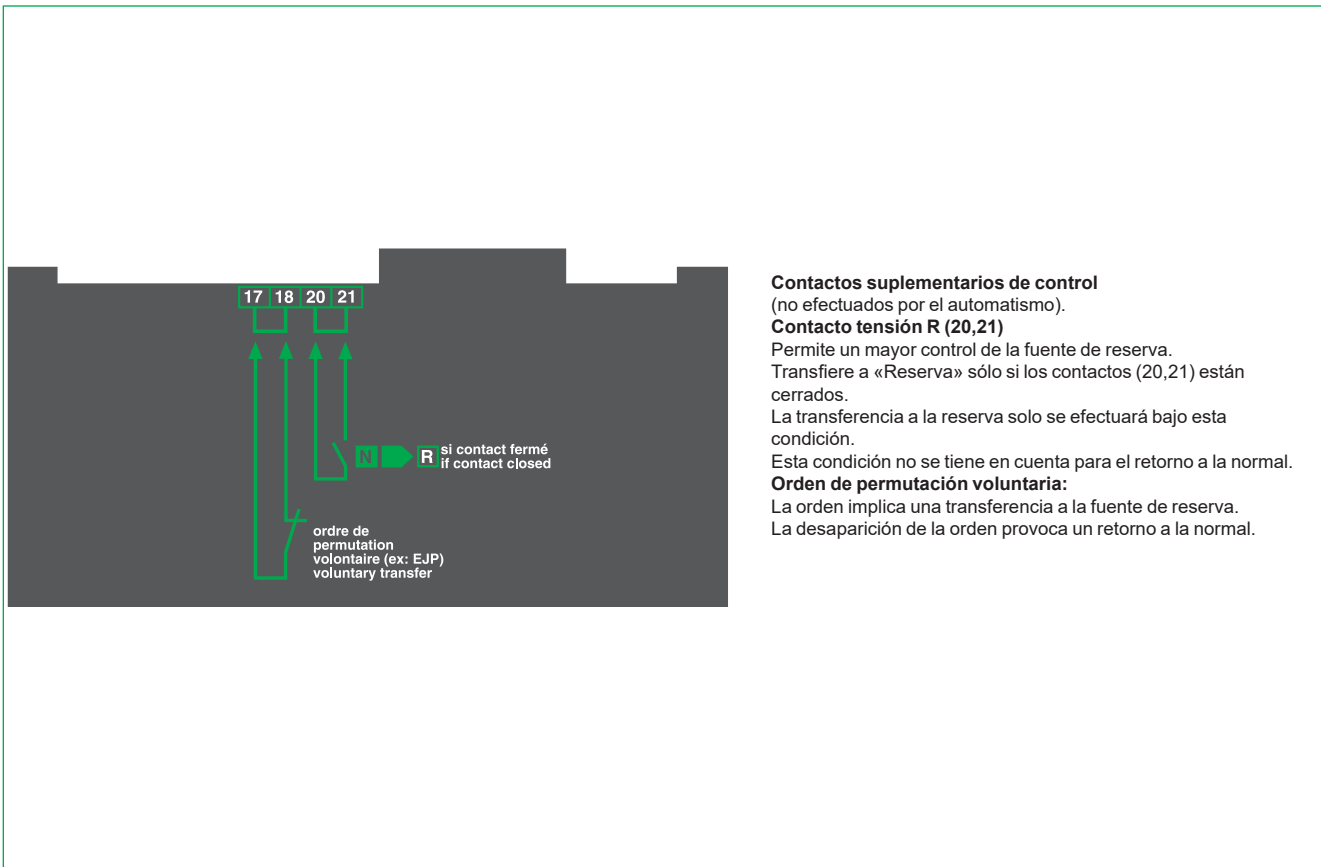 17 18 20 21
N R si contact fermé
if contact closed
ordre de
permutation
volontaire (ex: EJP)
voluntary transfer
Contactos suplementarios de control
(no efectuados por el automatismo).
Contacto tensión R (20,21)
Permite un mayor control de la fuente de reserva.
Transfiere a «Reserva» sólo si los contactos (20,21) están
cerrados.
La transferencia a la reserva solo se efectuará bajo esta
condición.
Esta condición no se tiene en cuenta para el retorno a la normal.
Orden de permutación voluntaria:
La orden implica una transferencia a la fuente de reserva.
La desaparición de la orden provoca un retorno a la normal.